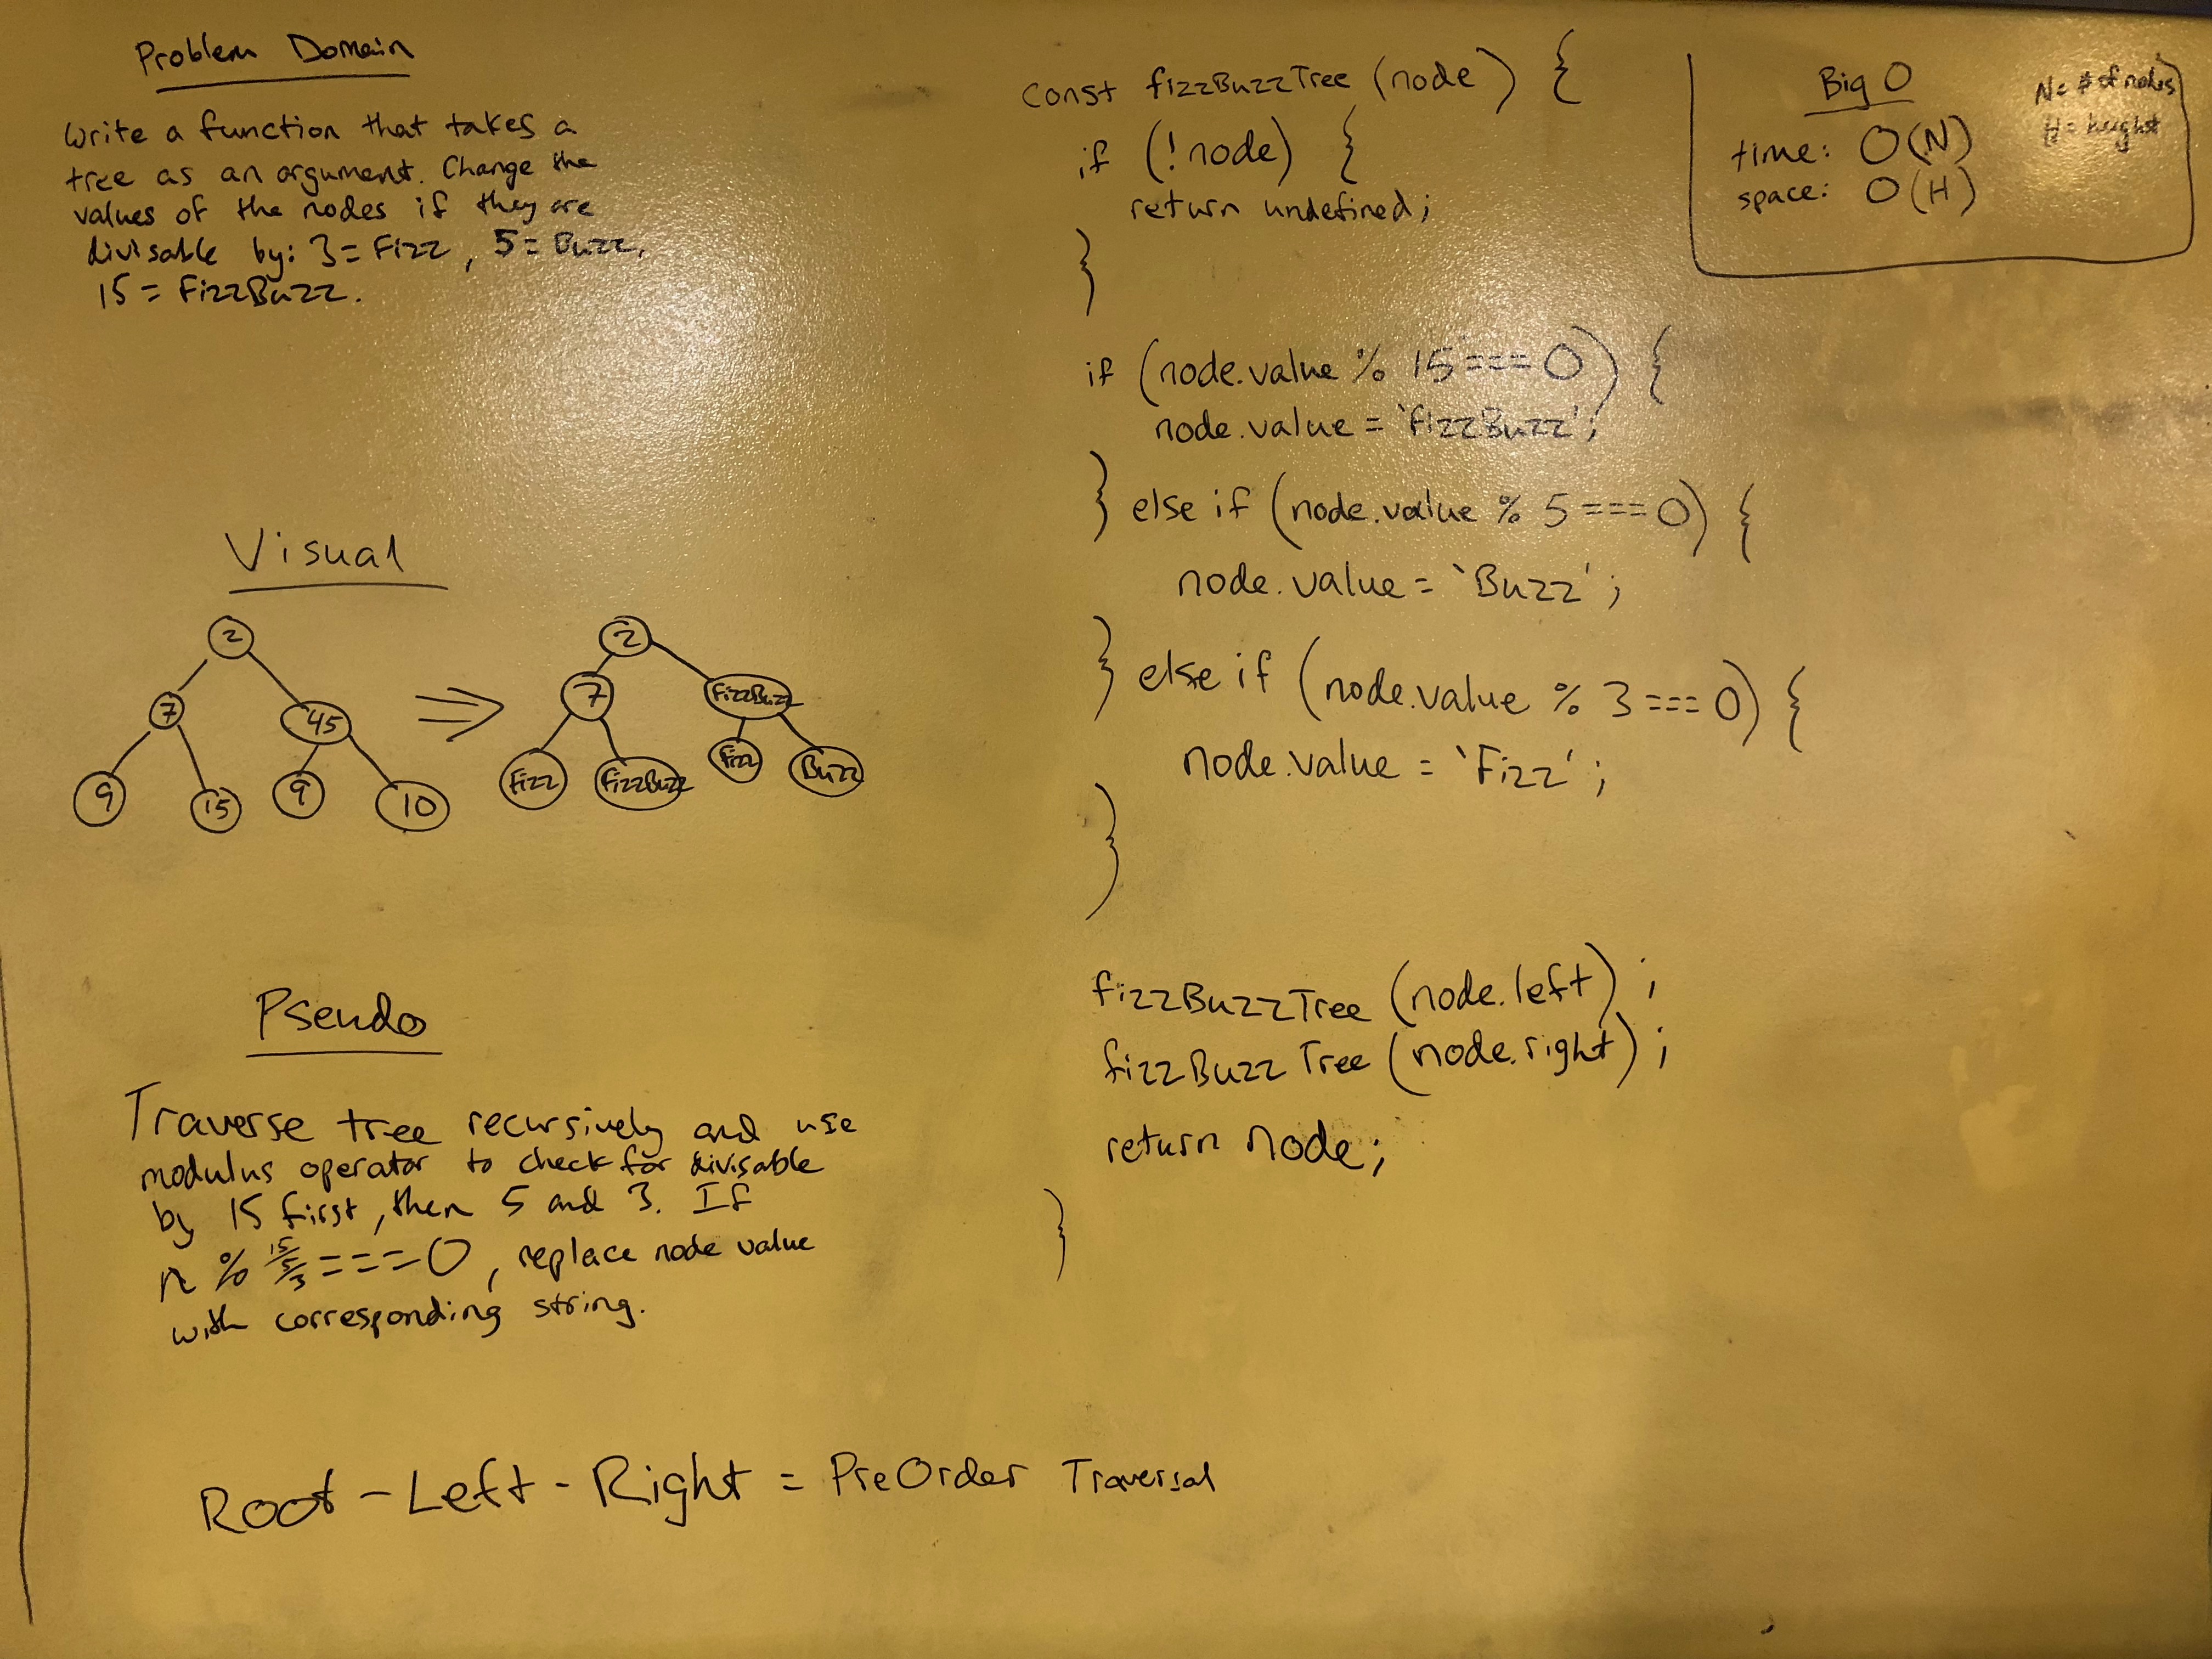 Problem Domain
Write a function that takes a
tree as an argument. Change the
values of the nodes if they are
divisable by: 3 = Fizz, 5 = Buzz,
15 = FizzBuzz.
Visual
2
7 45
9 15 9 10
2
7 FizzBuzz
Fizz FizzBuzz Fizz Buzz
Pseudo
Traverse tree recursively and use
modulus operator to check for divisable
by 15 first, then 5 and 3. If
n % 15/5/3 === 0, replace node value
with corresponding string.
Root - Left - Right = PreOrder Traversal
const fizzBuzzTree (node) {
if (!node) {
return undefined;
}
if (node.value % 15 === 0) {
node.value = 'FizzBuzz';
} else if (node.value % 5 === 0) {
node.value = 'Buzz';
} else if (node.value % 3 === 0) {
node.value = 'Fizz';
}
fizzBuzzTree (node.left);
fizzBuzzTree (node.right);
return node;
}
Big O
time: O(N)
space: O(H)
N = # of nodes
H = height